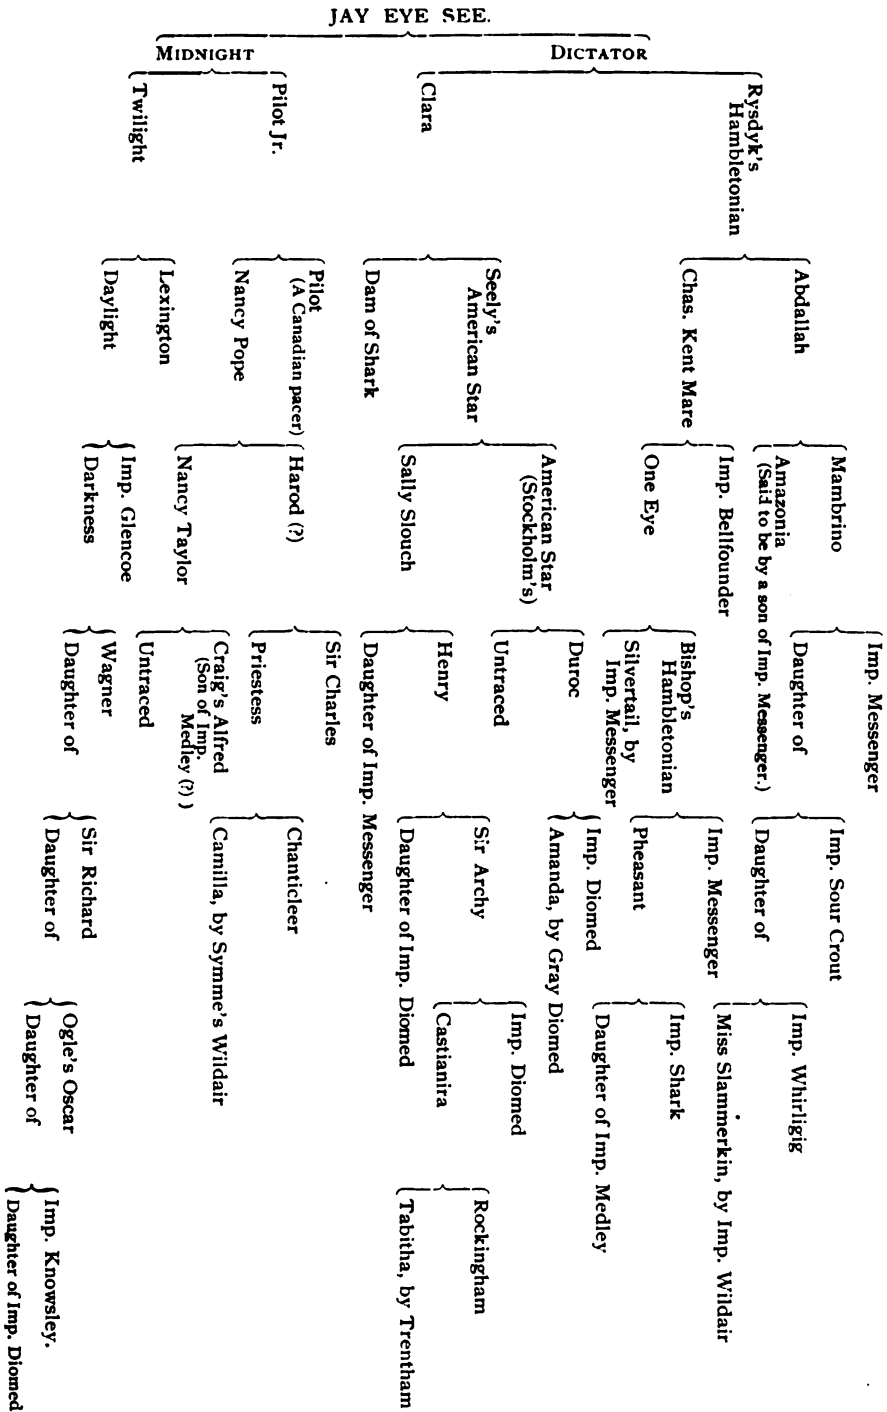 JAY EYE SEE.
DICTATOR
MIDNIGHT
Rysdyk's
Hambletonian
Clara
Pilot Jr.
Twilight
Abdallah
Chas. Kent Mare
Seely's
American Star
Dam of Shark
Pilot
(A Canadian pacer)
Nancy Pope
Lexington
Daylight
Mambrino
Amazonia
(Said to be by a son of Imp. Messenger.)
Imp. Bellfounder
One Eye
American Star
(Stockholm's)
Sally Slouch
Harod (?)
Nancy Taylor
Imp. Glencoe
Darkness
Imp. Messenger
Daughter of
Bishop's
Hambletonian
Silvertail, by
Imp. Messenger
Duroc
Untraced
Henry
Daughter of Imp. Messenger
Sir Charles
Priestess
Craig's Alfred
(Son of Imp.
Medley (?) )
Untraced
Wagner
Daughter of
Imp. Sour Crout
Daughter of
Imp. Messenger
Pheasant
Imp. Diomed
Amanda, by Gray Diomed
Sir Archy
Daughter of Imp. Diomed
Chanticleer
Camilla, by Symme's Wildair
Sir Richard
Daughter of
Imp. Whirligig
Miss Slammerkin, by Imp. Wildair
Imp. Shark
Daughter of Imp. Medley
Imp. Diomed
Castianira
Ogle's Oscar
Daughter of
Rockingham
Tabitha, by Trentham
Imp. Knowsley.
Daughter of Imp. Diomed